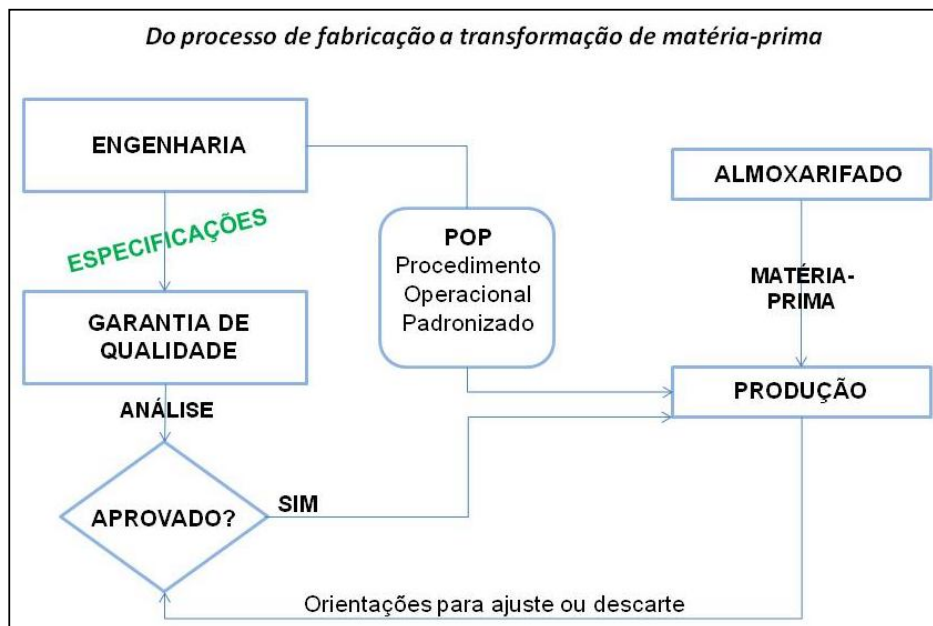 Do processo de fabricação a transformação de matéria-prima
ENGENHARIA
ALMOXARIFADO
ESPECIFICAÇÕES
POP
Procedimento
Operacional
Padronizado
MATÉRIA-
PRIMA
GARANTIA DE
QUALIDADE
PRODUÇÃO
ANÁLISE
APROVADO?
SIM
Orientações para ajuste ou descarte